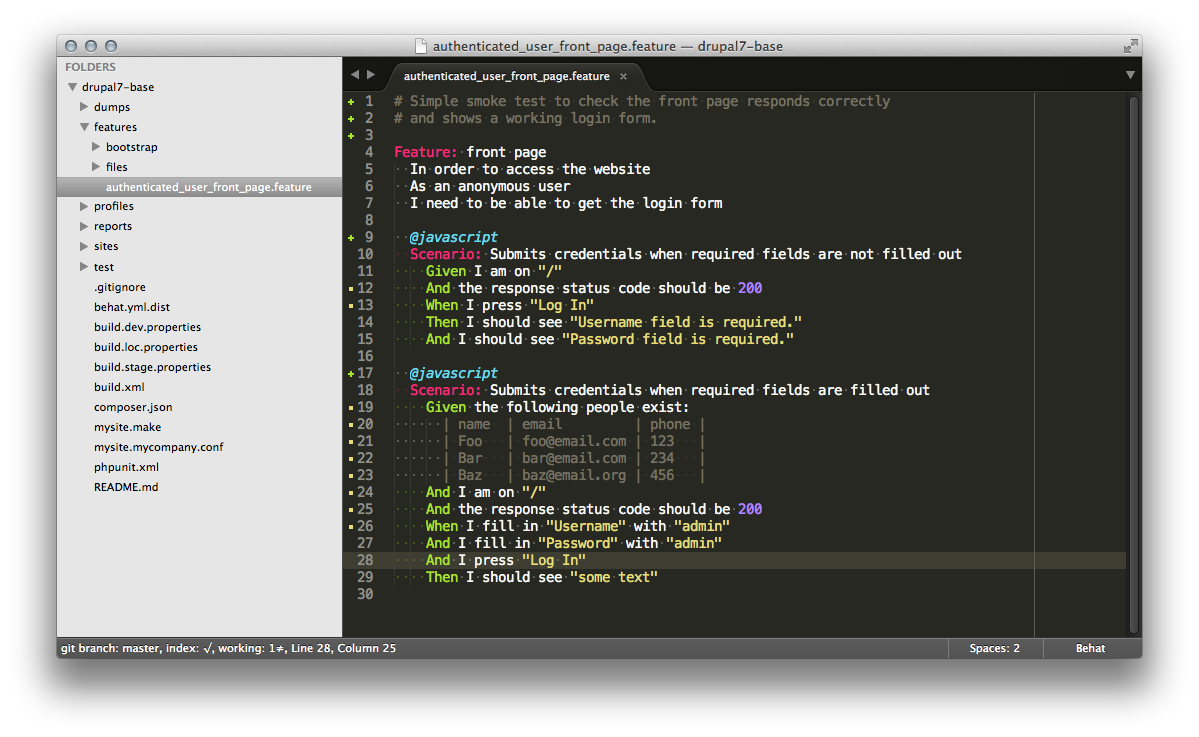 authenticated_user_front_page.feature — drupal7-base
FOLDERS
drupal7-base
dumps
features
bootstrap
files
authenticated_user_front_page.feature
profiles
reports
sites
test
.gitignore
behat.yml.dist
build.dev.properties
build.loc.properties
build.stage.properties
build.xml
composer.json
mysite.make
mysite.mycompany.conf
phpunit.xml
README.md
authenticated_user_front_page.feature ×
1 # Simple smoke test to check the front page responds correctly
2 # and shows a working login form.
3
4 Feature: front page
5 In order to access the website
6 As an anonymous user
7 I need to be able to get the login form
8
9 @javascript
10 Scenario: Submits credentials when required fields are not filled out
11 Given I am on "/"
12 And the response status code should be 200
13 When I press "Log In"
14 Then I should see "Username field is required."
15 And I should see "Password field is required."
16
17 @javascript
18 Scenario: Submits credentials when required fields are filled out
19 Given the following people exist:
20 | name | email | phone |
21 | Foo | foo@email.com | 123 |
22 | Bar | bar@email.com | 234 |
23 | Baz | baz@email.org | 456 |
24 And I am on "/"
25 And the response status code should be 200
26 When I fill in "Username" with "admin"
27 And I fill in "Password" with "admin"
28 And I press "Log In"
29 Then I should see "some text"
30
git branch: master, index: √, working: 1≠, Line 28, Column 25
Spaces: 2
Behat